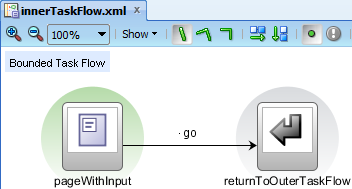 innerTaskFlow.xml
100% Show
Bounded Task Flow
go
pageWithInput returnToOuterTaskFlow